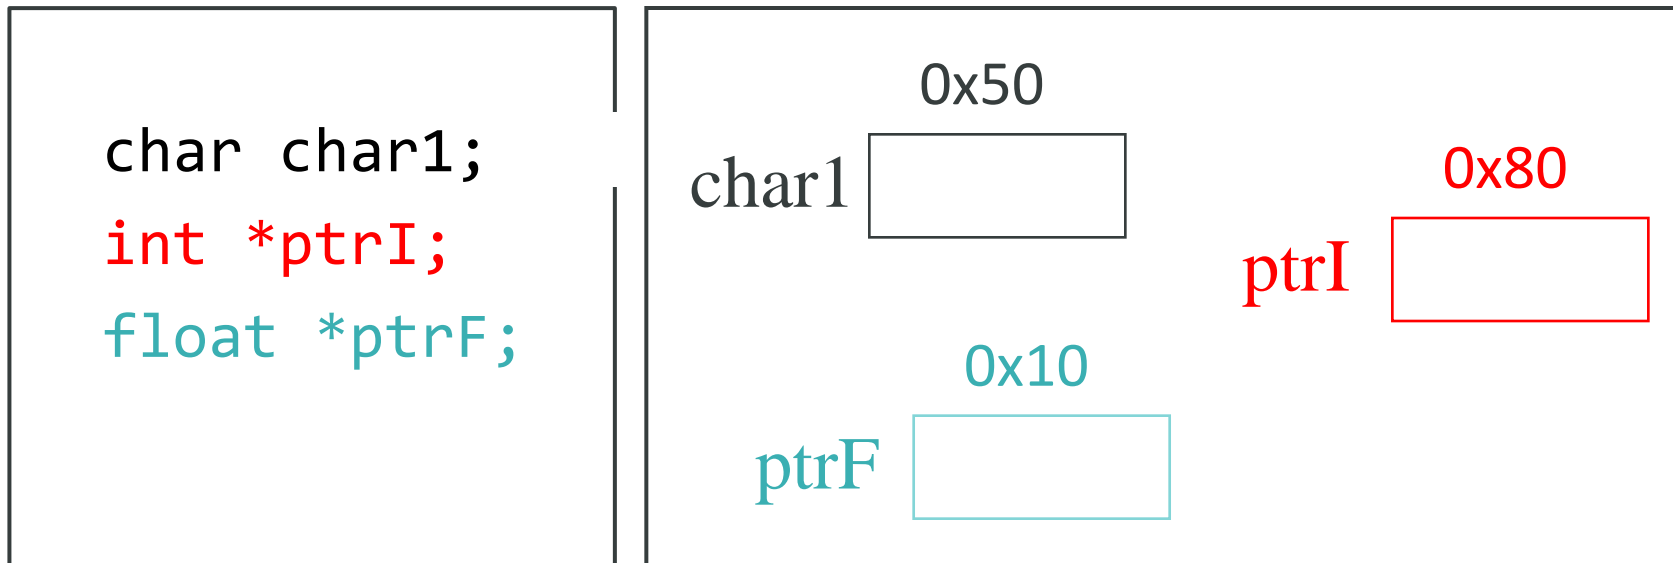 char char1;
int *ptrI;
float *ptrF;
0x50
char1
0x80
ptrI
0x10
ptrF